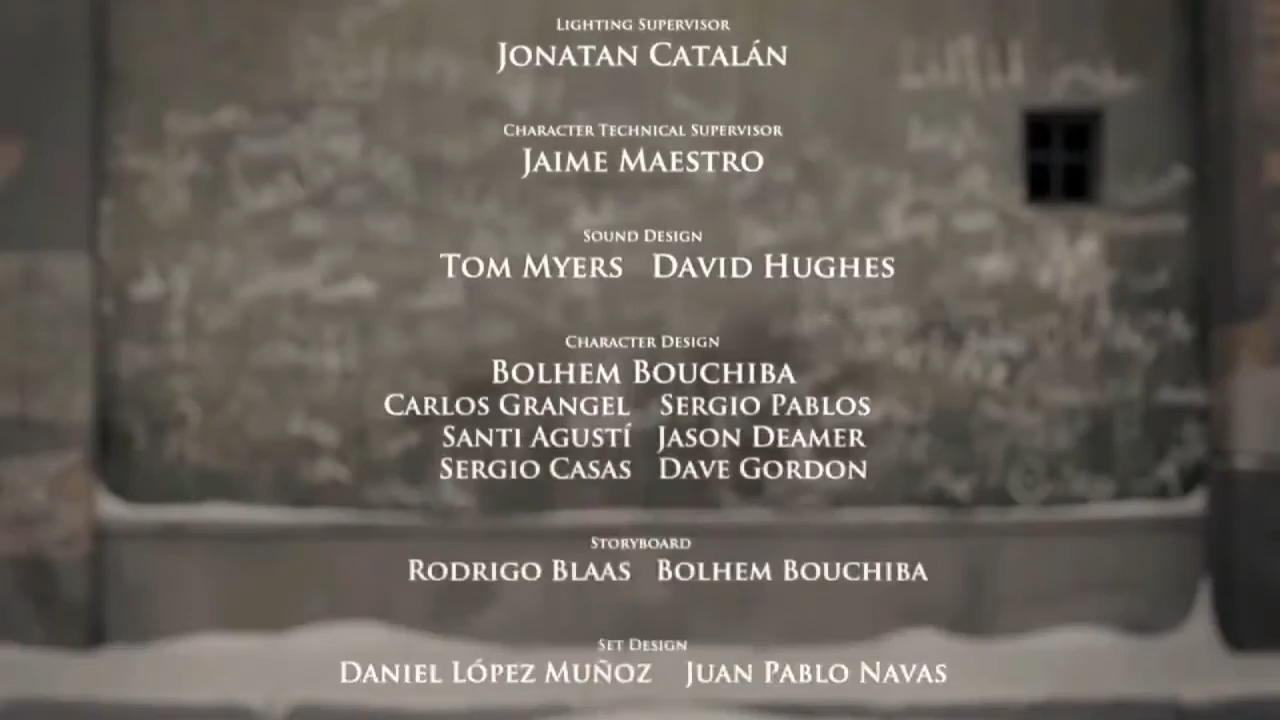 LIGHTING SUPERVISOR
JONATAN CATALÁN
CHARACTER TECHNICAL SUPERVISOR
JAIME MAESTRO
SOUND DESIGN
TOM MYERS DAVID HUGHES
CHARACTER DESIGN
BOLHEM BOUCHIBA
CARLOS GRANGEL SERGIO PABLOS
SANTI AGUSTÍ JASON DEAMER
SERGIO CASAS DAVE GORDON
STORYBOARD
RODRIGO BLAAS BOLHEM BOUCHIBA
SET DESIGN
DANIEL LÓPEZ MUÑOZ JUAN PABLO NAVAS